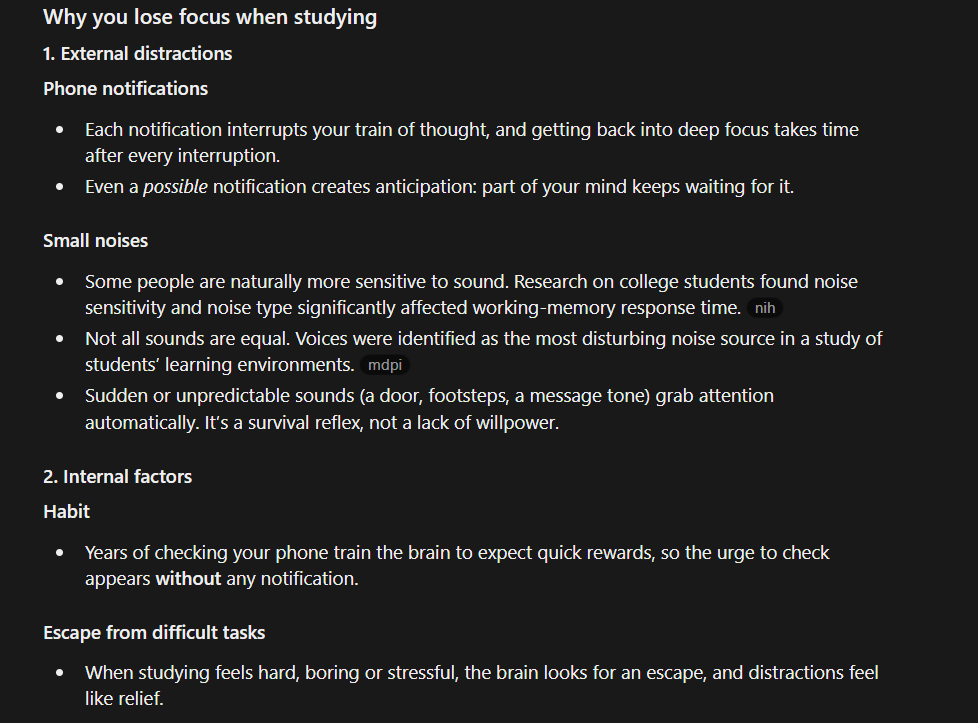 Why you lose focus when studying
1. External distractions
Phone notifications
• Each notification interrupts your train of thought, and getting back into deep focus takes time
after every interruption.
• Even a possible notification creates anticipation: part of your mind keeps waiting for it.
Small noises
• Some people are naturally more sensitive to sound. Research on college students found noise
sensitivity and noise type significantly affected working-memory response time. nih
• Not all sounds are equal. Voices were identified as the most disturbing noise source in a study of
students’ learning environments. mdpi
• Sudden or unpredictable sounds (a door, footsteps, a message tone) grab attention
automatically. It’s a survival reflex, not a lack of willpower.
2. Internal factors
Habit
• Years of checking your phone train the brain to expect quick rewards, so the urge to check
appears without any notification.
Escape from difficult tasks
• When studying feels hard, boring or stressful, the brain looks for an escape, and distractions feel
like relief.